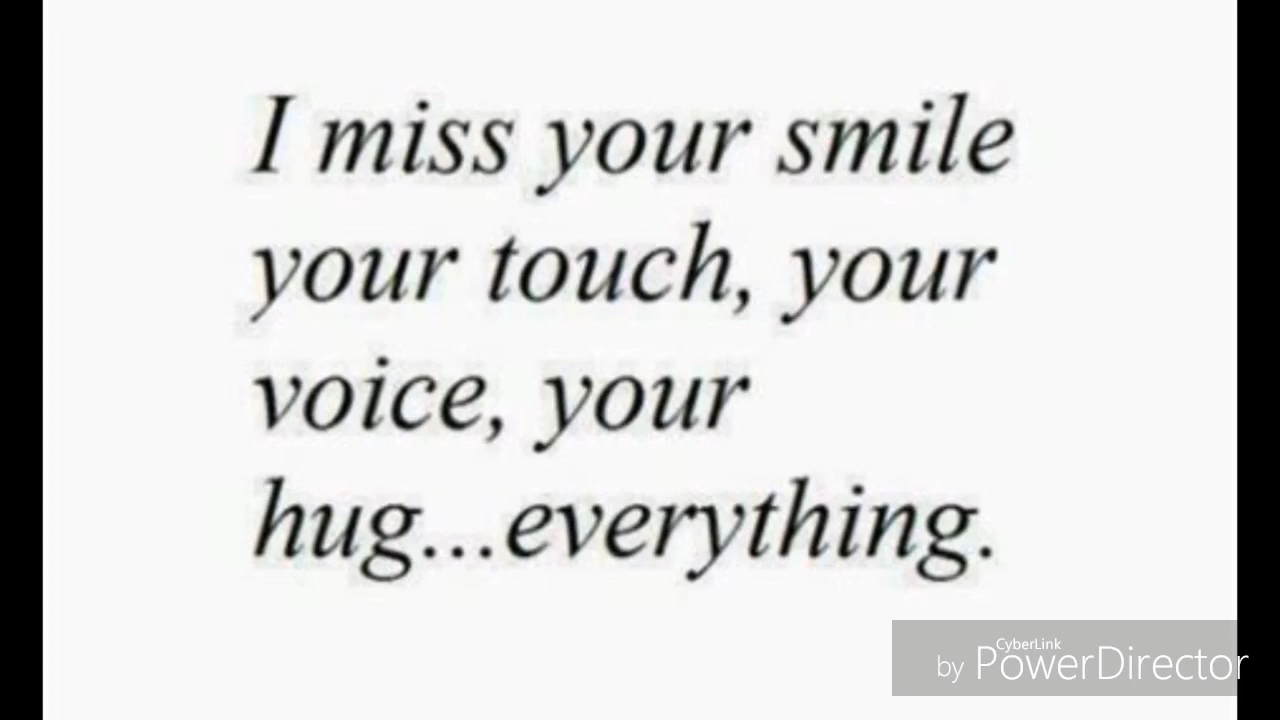 I miss your smile
your touch, your
voice, your
hug...everything.
CyberLink
by PowerDirector